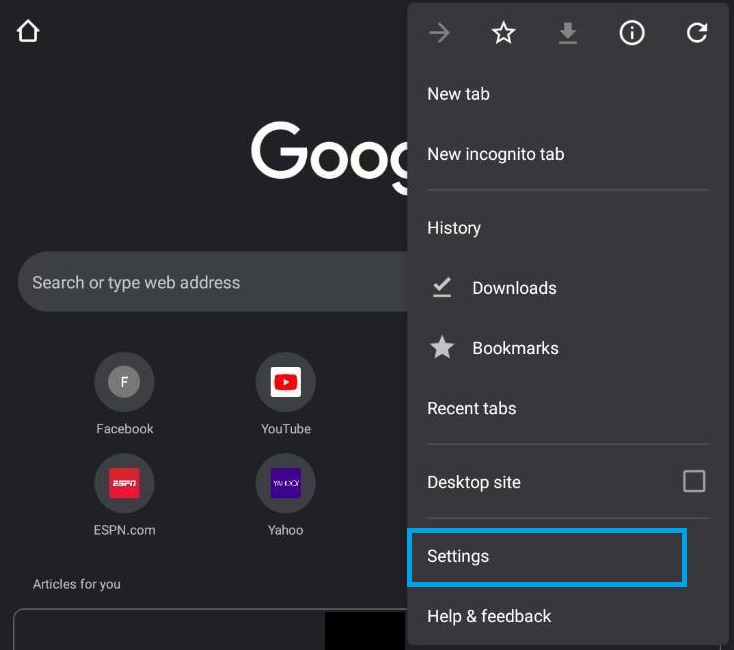 Goog
New tab
New incognito tab
History
Search or type web address
Downloads
Bookmarks
F
Facebook
YouTube
Recent tabs
ESPN
YAHOO!
Desktop site
ESPN.com
Yahoo
Settings
Articles for you
Help & feedback